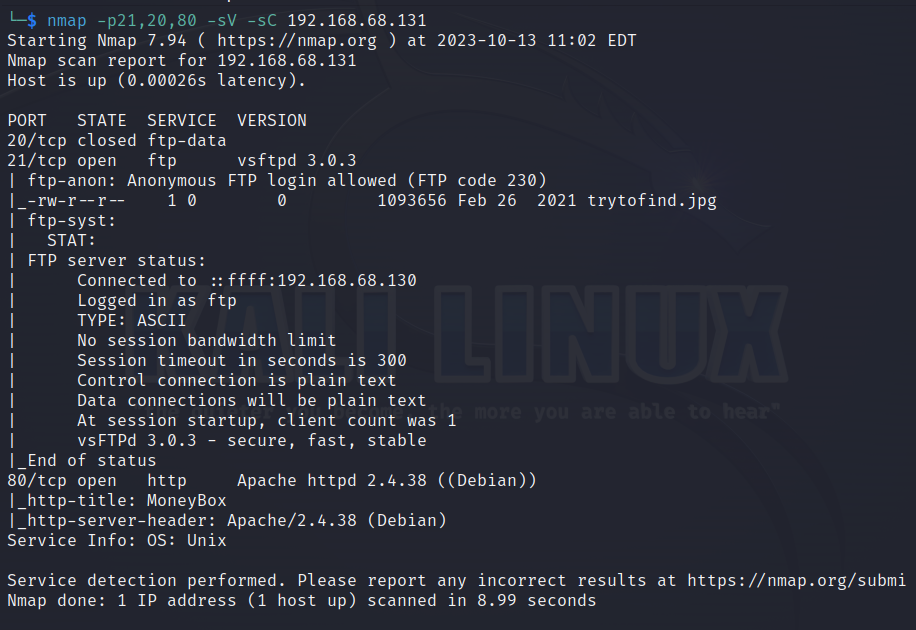 └─$ nmap -p21,20,80 -sV -sC 192.168.68.131
Starting Nmap 7.94 ( https://nmap.org ) at 2023-10-13 11:02 EDT
Nmap scan report for 192.168.68.131
Host is up (0.00026s latency).

PORT   STATE  SERVICE  VERSION
20/tcp closed ftp-data
21/tcp open   ftp      vsftpd 3.0.3
| ftp-anon: Anonymous FTP login allowed (FTP code 230)
|_-rw-r--r--    1 0        0         1093656 Feb 26  2021 trytofind.jpg
| ftp-syst:
|   STAT:
| FTP server status:
|      Connected to ::ffff:192.168.68.130
|      Logged in as ftp
|      TYPE: ASCII
|      No session bandwidth limit
|      Session timeout in seconds is 300
|      Control connection is plain text
|      Data connections will be plain text
|      At session startup, client count was 1
|      vsFTPd 3.0.3 - secure, fast, stable
|_End of status
80/tcp open   http     Apache httpd 2.4.38 ((Debian))
|_http-title: MoneyBox
|_http-server-header: Apache/2.4.38 (Debian)
Service Info: OS: Unix

Service detection performed. Please report any incorrect results at https://nmap.org/submi
Nmap done: 1 IP address (1 host up) scanned in 8.99 seconds
KALI LINUX
the more you are able to hear"